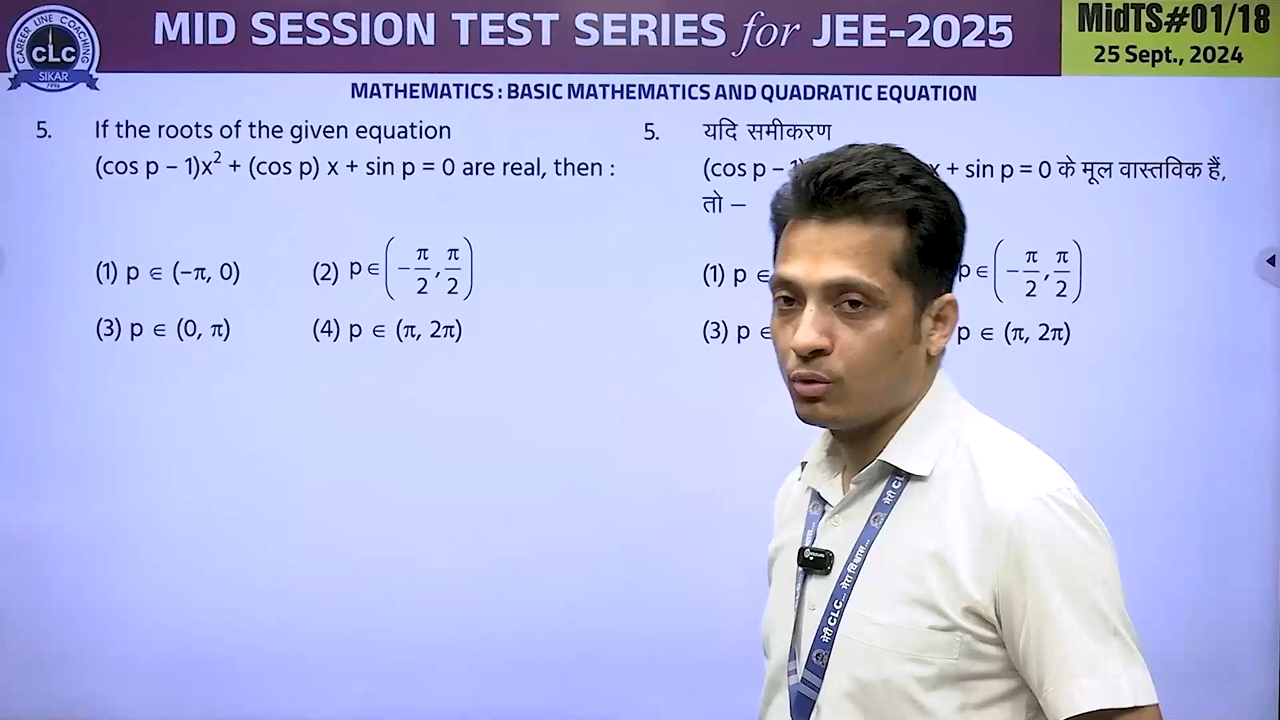 CAREER LINE COACHING
CLC
SIKAR
1996
MID SESSION TEST SERIES for JEE-2025
MidTS#01/18
25 Sept., 2024
MATHEMATICS : BASIC MATHEMATICS AND QUADRATIC EQUATION
5. If the roots of the given equation
(cos p – 1)x² + (cos p) x + sin p = 0 are real, then :
(1) p ∈ (–π, 0) (2) p ∈ (–π/2, π/2)
(3) p ∈ (0, π) (4) p ∈ (π, 2π)
5. यदि समीकरण
(cos p – 1) x + sin p = 0 के मूल वास्तविक हैं,
तो –
(1) p ∈ p ∈ (–π/2, π/2)
(3) p ∈ p ∈ (π, 2π)
मेरी CLC... मेरा विश्वास...